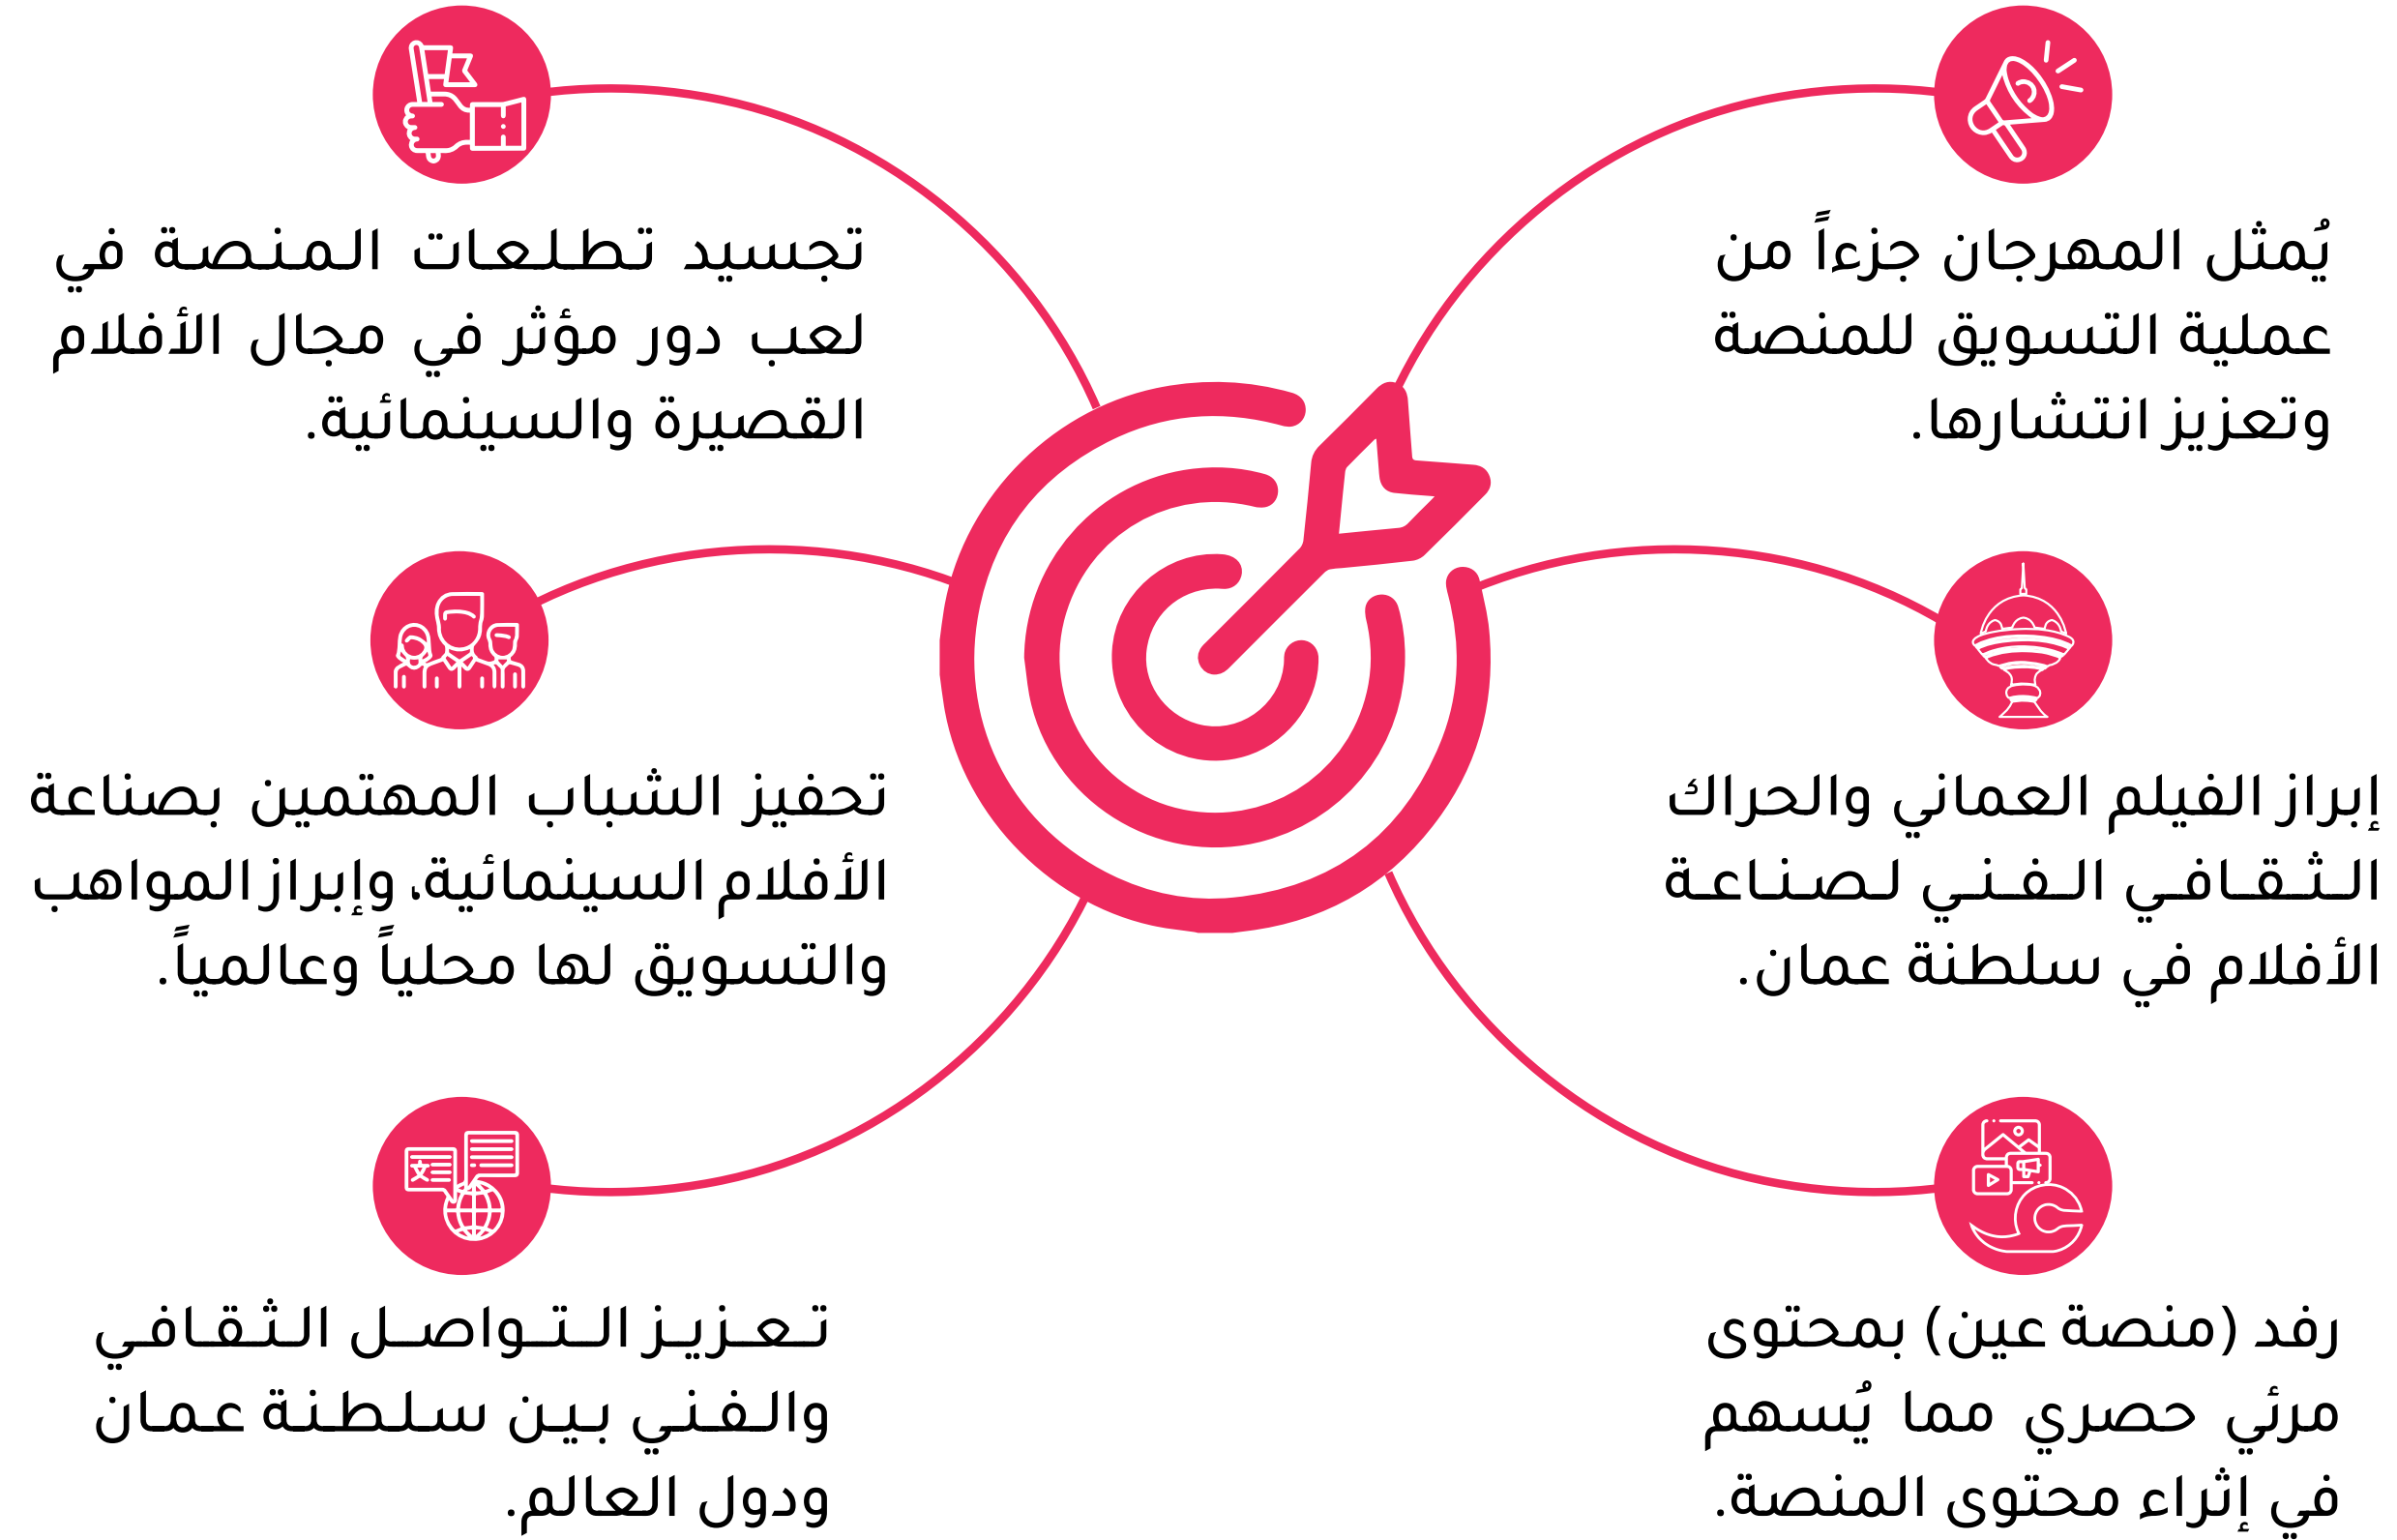 يُمثل المهرجان جزءاً من
عملية التسويق للمنصة
وتعزيز انتشارها.
تجسيد تطلعات المنصة في
لعب دور مؤثر في مجال الأفلام
القصيرة والسينمائية.
إبراز الفيلم العماني والحراك
الثقافي الفني لصناعة
الأفلام في سلطنة عمان.
تحفيز الشباب المهتمين بصناعة
الأفلام السينمائية، وإبراز المواهب
والتسويق لها محلياً وعالمياً.
رفد (منصة عين) بمحتوى
مرئي حصري مما يُسهم
في إثراء محتوى المنصة.
تعزيز التواصل الثقافي
والفني بين سلطنة عمان
ودول العالم.